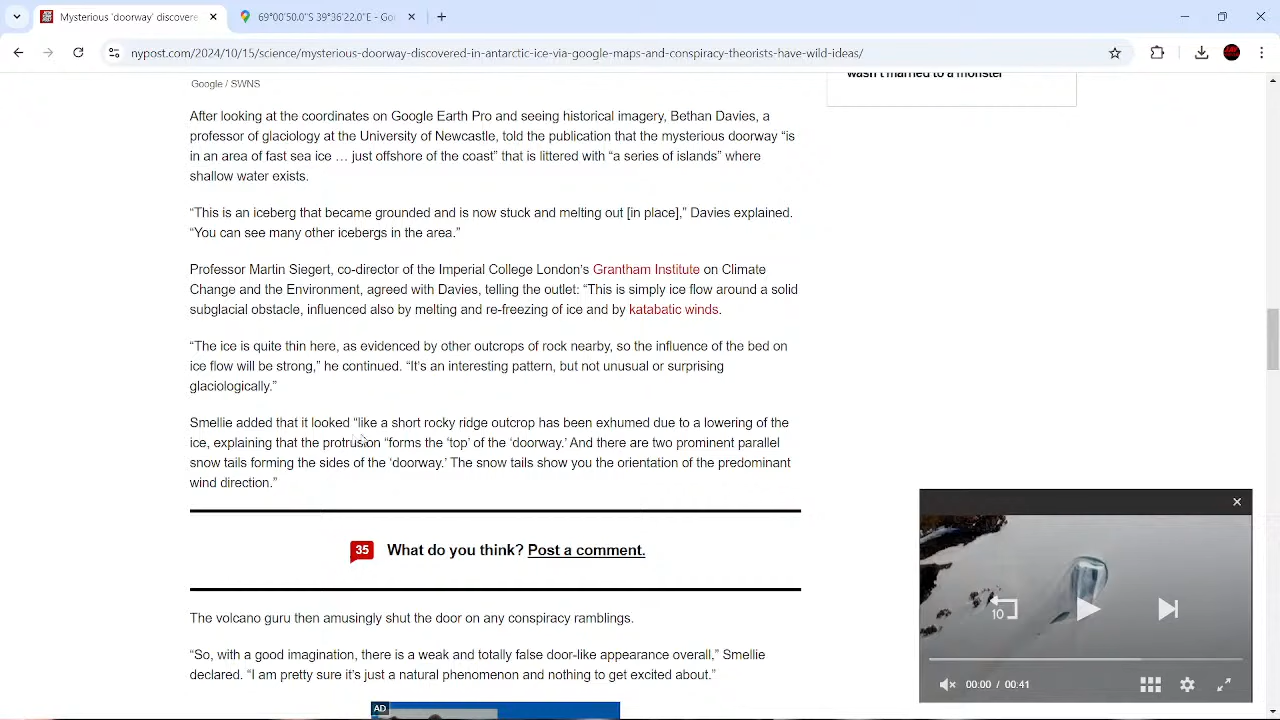 Mysterious 'doorway' discovere
69°00'50.0"S 39°36'22.0"E - Go
nypost.com/2024/10/15/science/mysterious-doorway-discovered-in-antarctic-ice-via-google-maps-and-conspiracy-theorists-have-wild-ideas/
wasn't married to a monster
Google / SWNS
After looking at the coordinates on Google Earth Pro and seeing historical imagery, Bethan Davies, a
professor of glaciology at the University of Newcastle, told the publication that the mysterious doorway “is
in an area of fast sea ice … just offshore of the coast” that is littered with “a series of islands” where
shallow water exists.
“This is an iceberg that became grounded and is now stuck and melting out [in place],” Davies explained.
“You can see many other icebergs in the area.”
Professor Martin Siegert, co-director of the Imperial College London’s Grantham Institute on Climate
Change and the Environment, agreed with Davies, telling the outlet: “This is simply ice flow around a solid
subglacial obstacle, influenced also by melting and re-freezing of ice and by katabatic winds.
“The ice is quite thin here, as evidenced by other outcrops of rock nearby, so the influence of the bed on
ice flow will be strong,” he continued. “It’s an interesting pattern, but not unusual or surprising
glaciologically.”
Smellie added that it looked “like a short rocky ridge outcrop has been exhumed due to a lowering of the
ice, explaining that the protrusion “forms the ‘top’ of the ‘doorway.’ And there are two prominent parallel
snow tails forming the sides of the ‘doorway.’ The snow tails show you the orientation of the predominant
wind direction.”
35 What do you think? Post a comment.
The volcano guru then amusingly shut the door on any conspiracy ramblings.
“So, with a good imagination, there is a weak and totally false door-like appearance overall,” Smellie
declared. “I am pretty sure it’s just a natural phenomenon and nothing to get excited about.”
AD
10
00:00 / 00:41